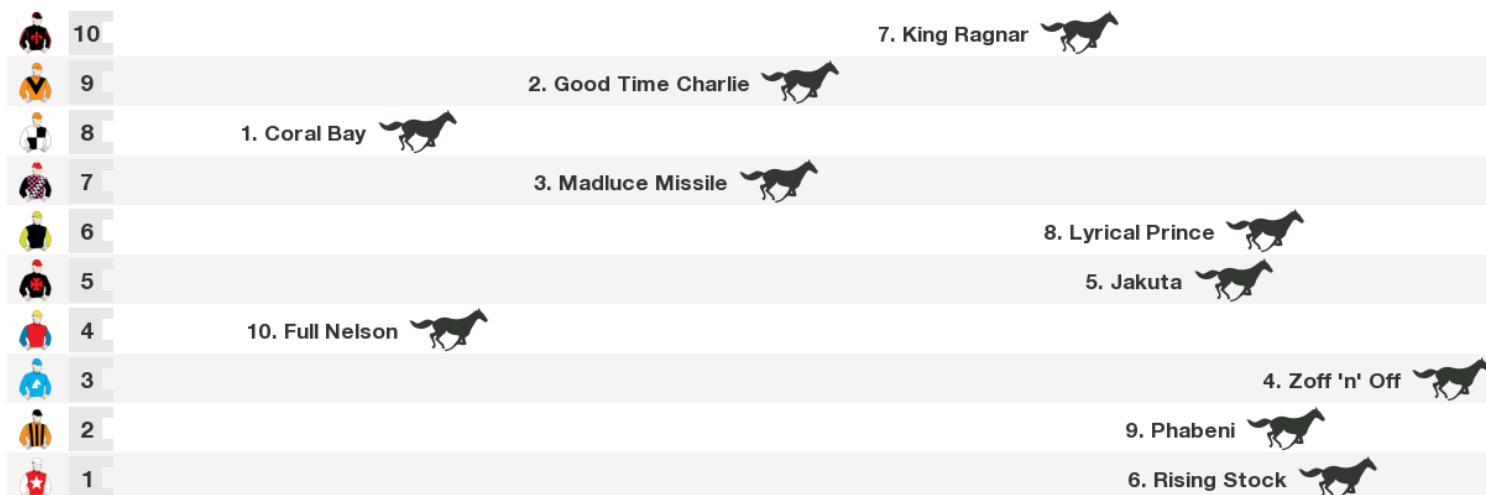 10 7. King Ragnar
9 2. Good Time Charlie
8 1. Coral Bay
7 3. Madluce Missile
6 8. Lyrical Prince
5 5. Jakuta
4 10. Full Nelson
3 4. Zoff 'n' Off
2 9. Phabeni
1 6. Rising Stock